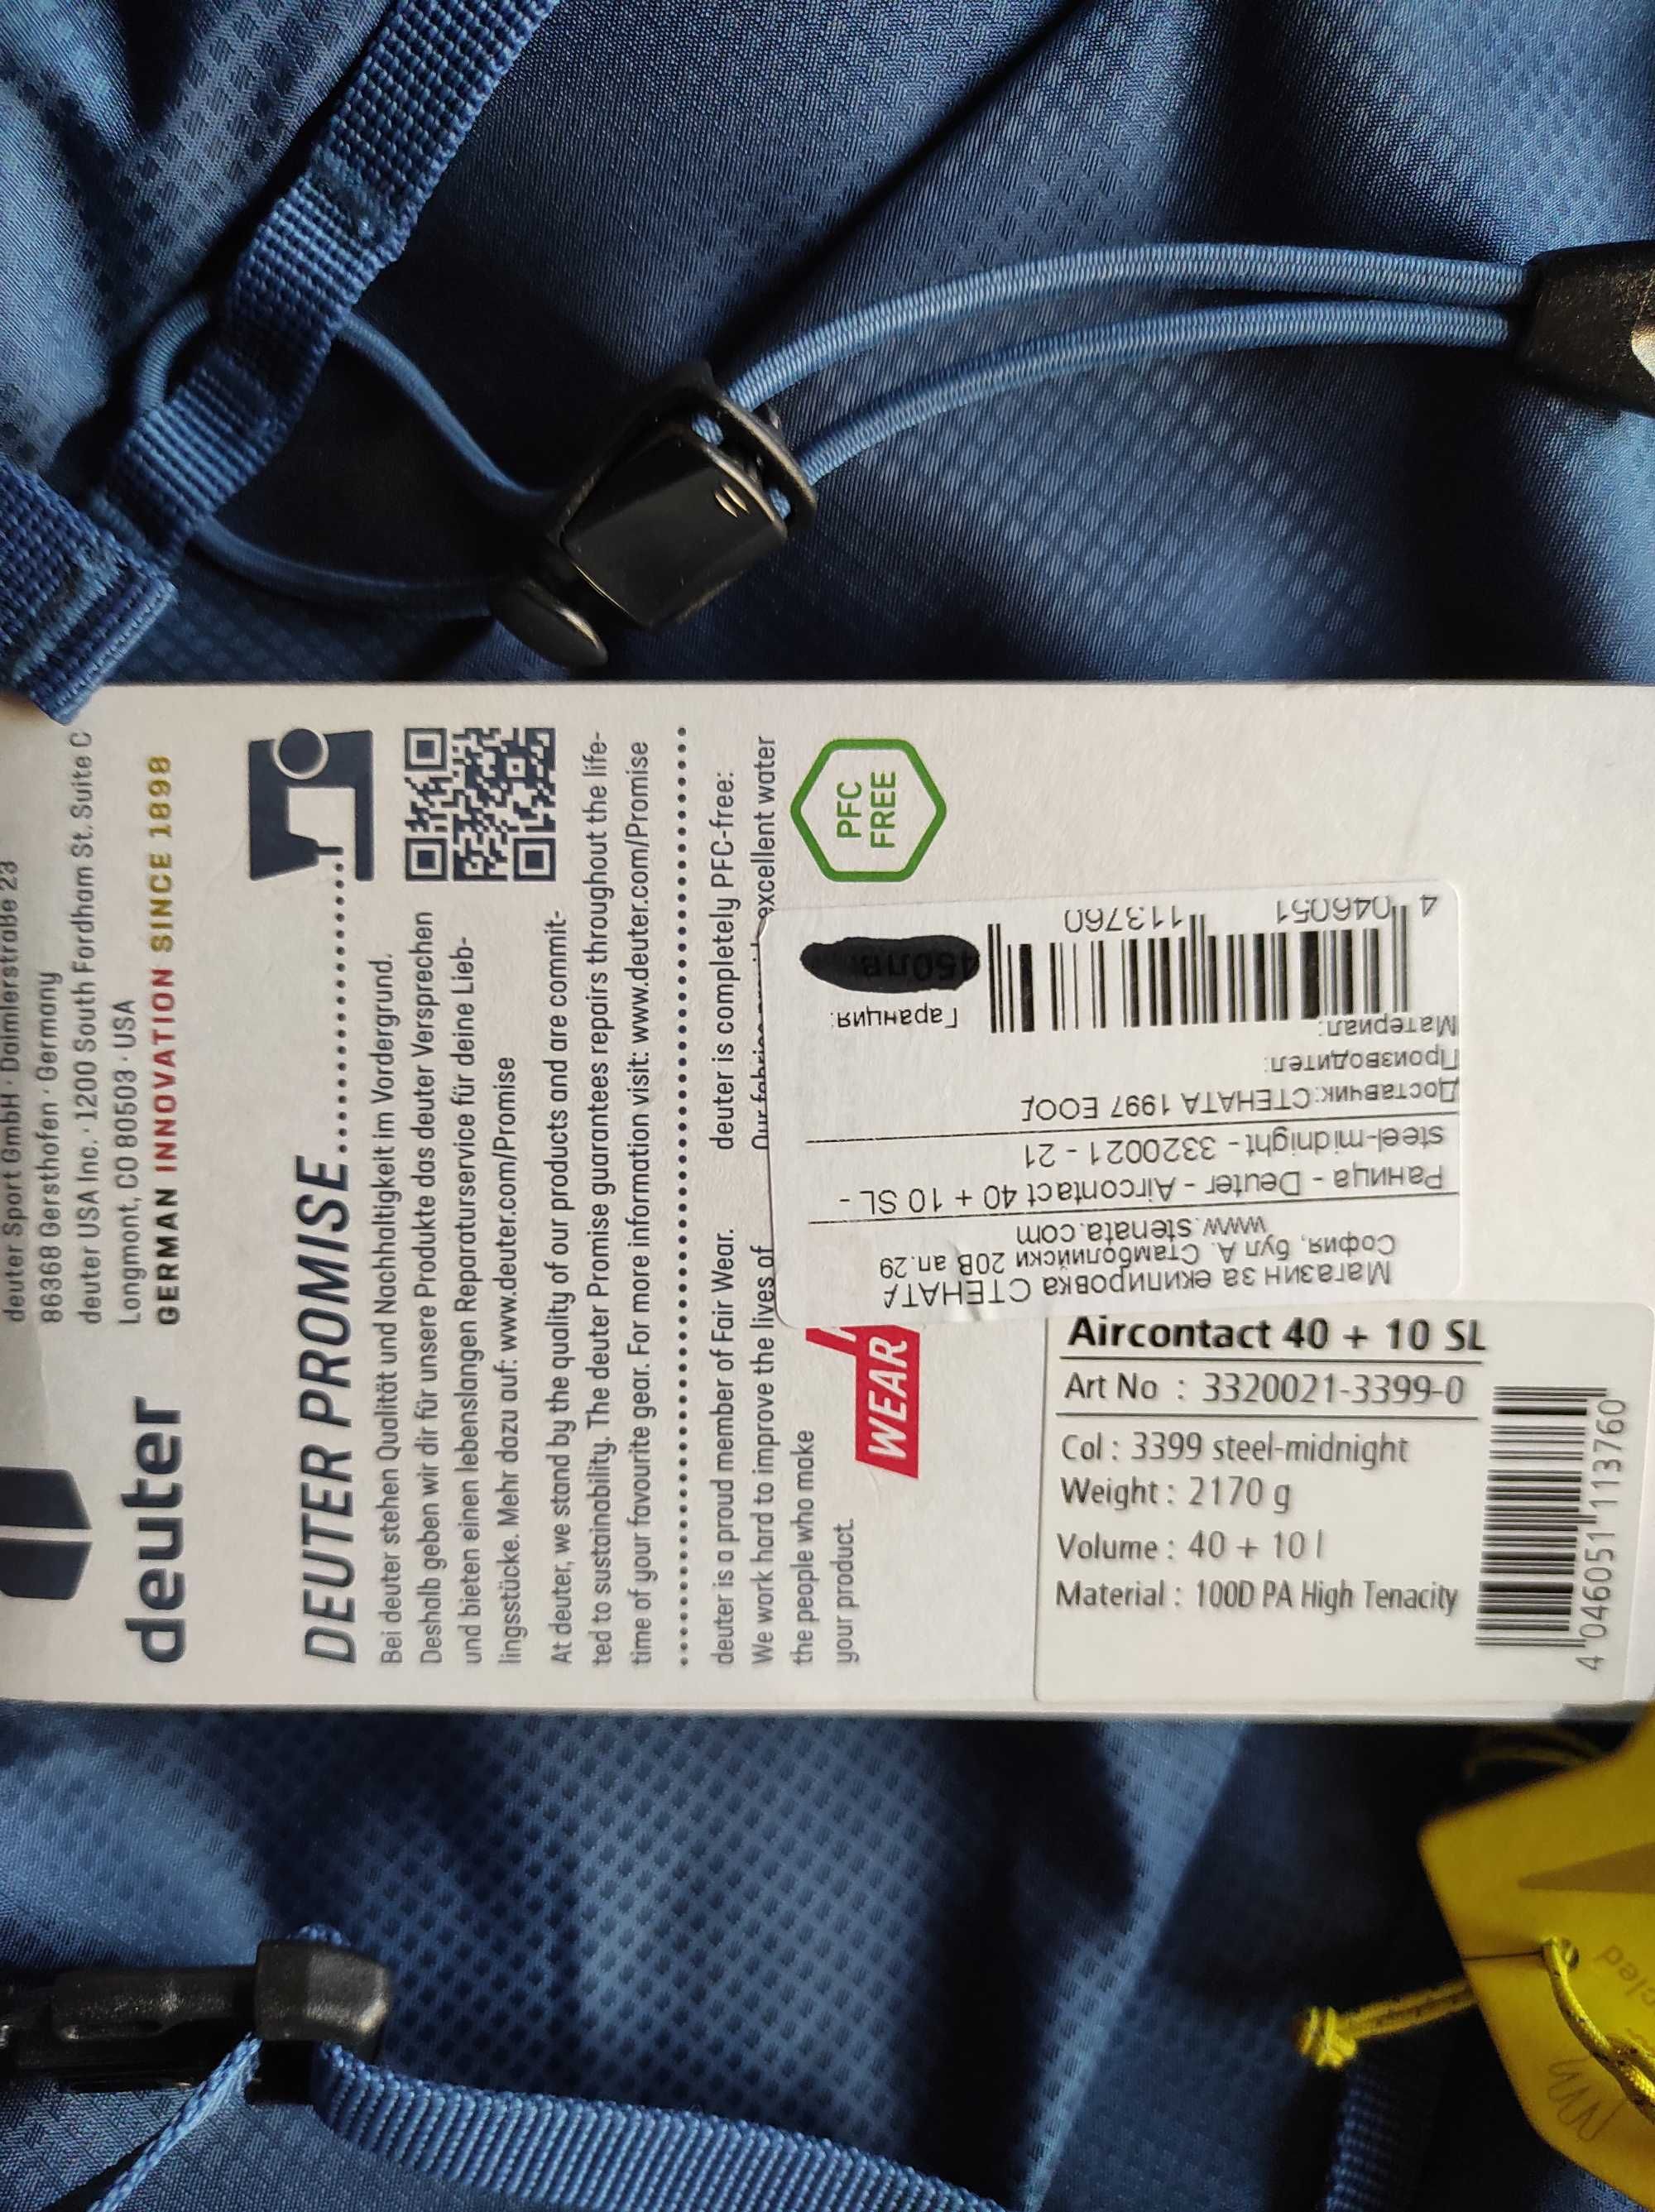 deuter
deuter Sport GmbH · Daimlerstraße 23
86368 Gersthofen · Germany
deuter USA Inc. · 1200 South Fordham St. Suite C
Longmont, CO 80503 · USA
GERMAN INNOVATION SINCE 1898
DEUTER PROMISE
Bei deuter stehen Qualität und Nachhaltigkeit im Vordergrund.
Deshalb geben wir dir für unsere Produkte das deuter Versprechen
und bieten einen lebenslangen Reparaturservice für deine Lieb-
lingsstücke. Mehr dazu auf: www.deuter.com/Promise
At deuter, we stand by the quality of our products and are commit-
ted to sustainability. The deuter Promise guarantees repairs throughout the life-
time of your favourite gear. For more information visit: www.deuter.com/Promise
deuter is a proud member of Fair Wear.
We work hard to improve the lives of
the people who make
your product.
WEAR
deuter is completely PFC-free:
Our fabrics provide excellent water
PFC
FREE
Магазин за екипировка СТЕНАТА
София, бул А. Стамболийски 20В ап.29
www.stenata.com
Раница - Deuter - Aircontact 40 + 10 SL -
steel-midnight - 3320021 - 21
Доставчик:СТЕНАТА 1997 ЕООД
Производител:
Материал:
Гаранция:
450лв.
4 046051 113760
Aircontact 40 + 10 SL
Art No : 3320021-3399-0
Col : 3399 steel-midnight
Weight : 2170 g
Volume : 40 + 10 l
Material : 100D PA High Tenacity
4 046051 113760